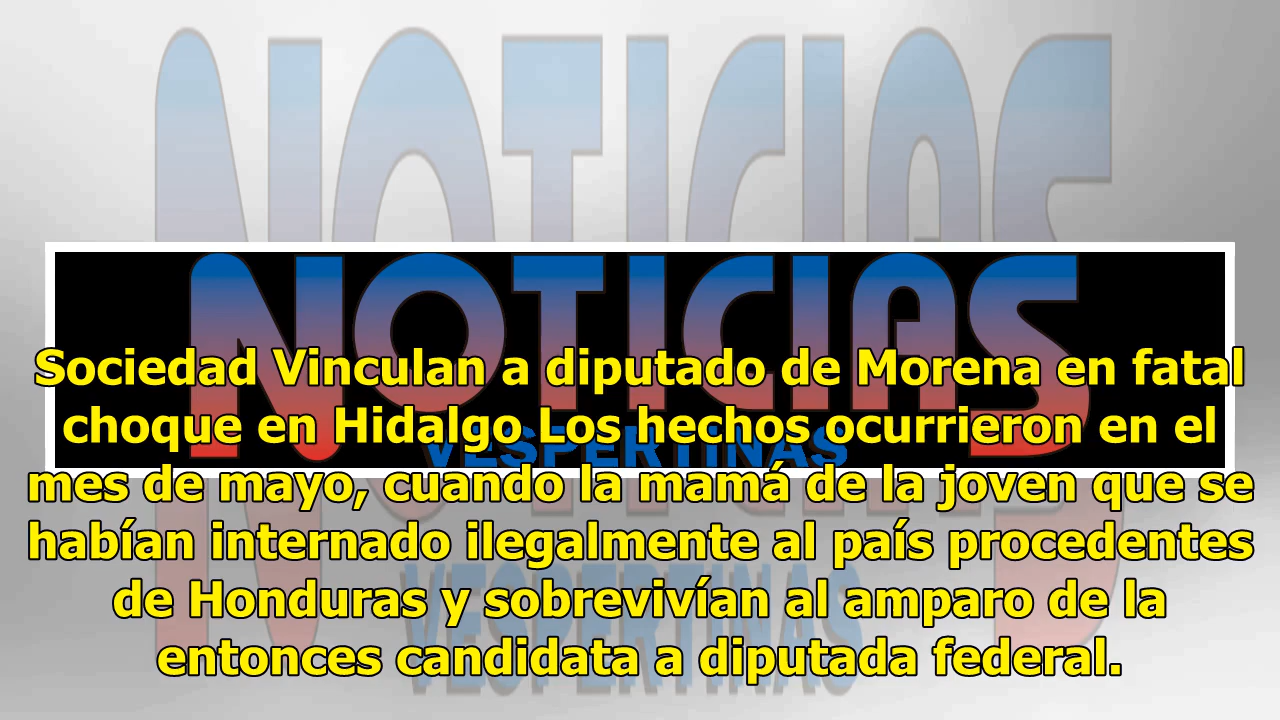 NOTICIAS
NOTICIAS
VESPERTINAS
Sociedad Vinculan a diputado de Morena en fatal
choque en Hidalgo Los hechos ocurrieron en el
mes de mayo, cuando la mamá de la joven que se
habían internado ilegalmente al país procedentes
de Honduras y sobrevivían al amparo de la
entonces candidata a diputada federal.
VESPERTINAS